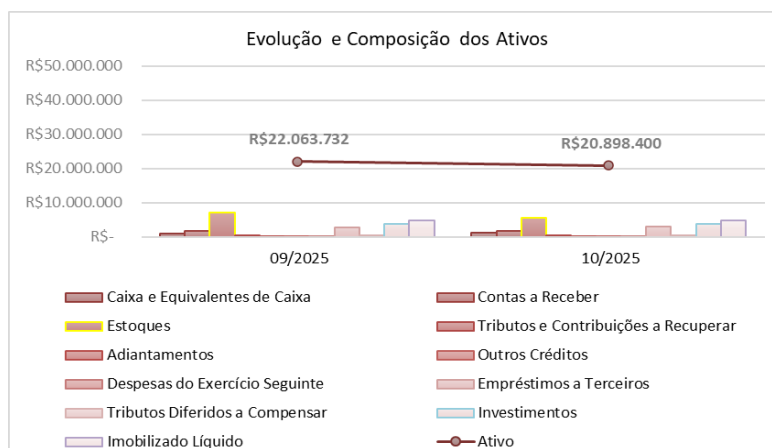 Evolução e Composição dos Ativos
R$50.000.000
R$40.000.000
R$30.000.000
R$22.063.732
R$20.898.400
R$20.000.000
R$10.000.000
R$-
09/2025 10/2025
Caixa e Equivalentes de Caixa Contas a Receber
Estoques Tributos e Contribuições a Recuperar
Adiantamentos Outros Créditos
Despesas do Exercício Seguinte Empréstimos a Terceiros
Tributos Diferidos a Compensar Investimentos
Imobilizado Líquido Ativo